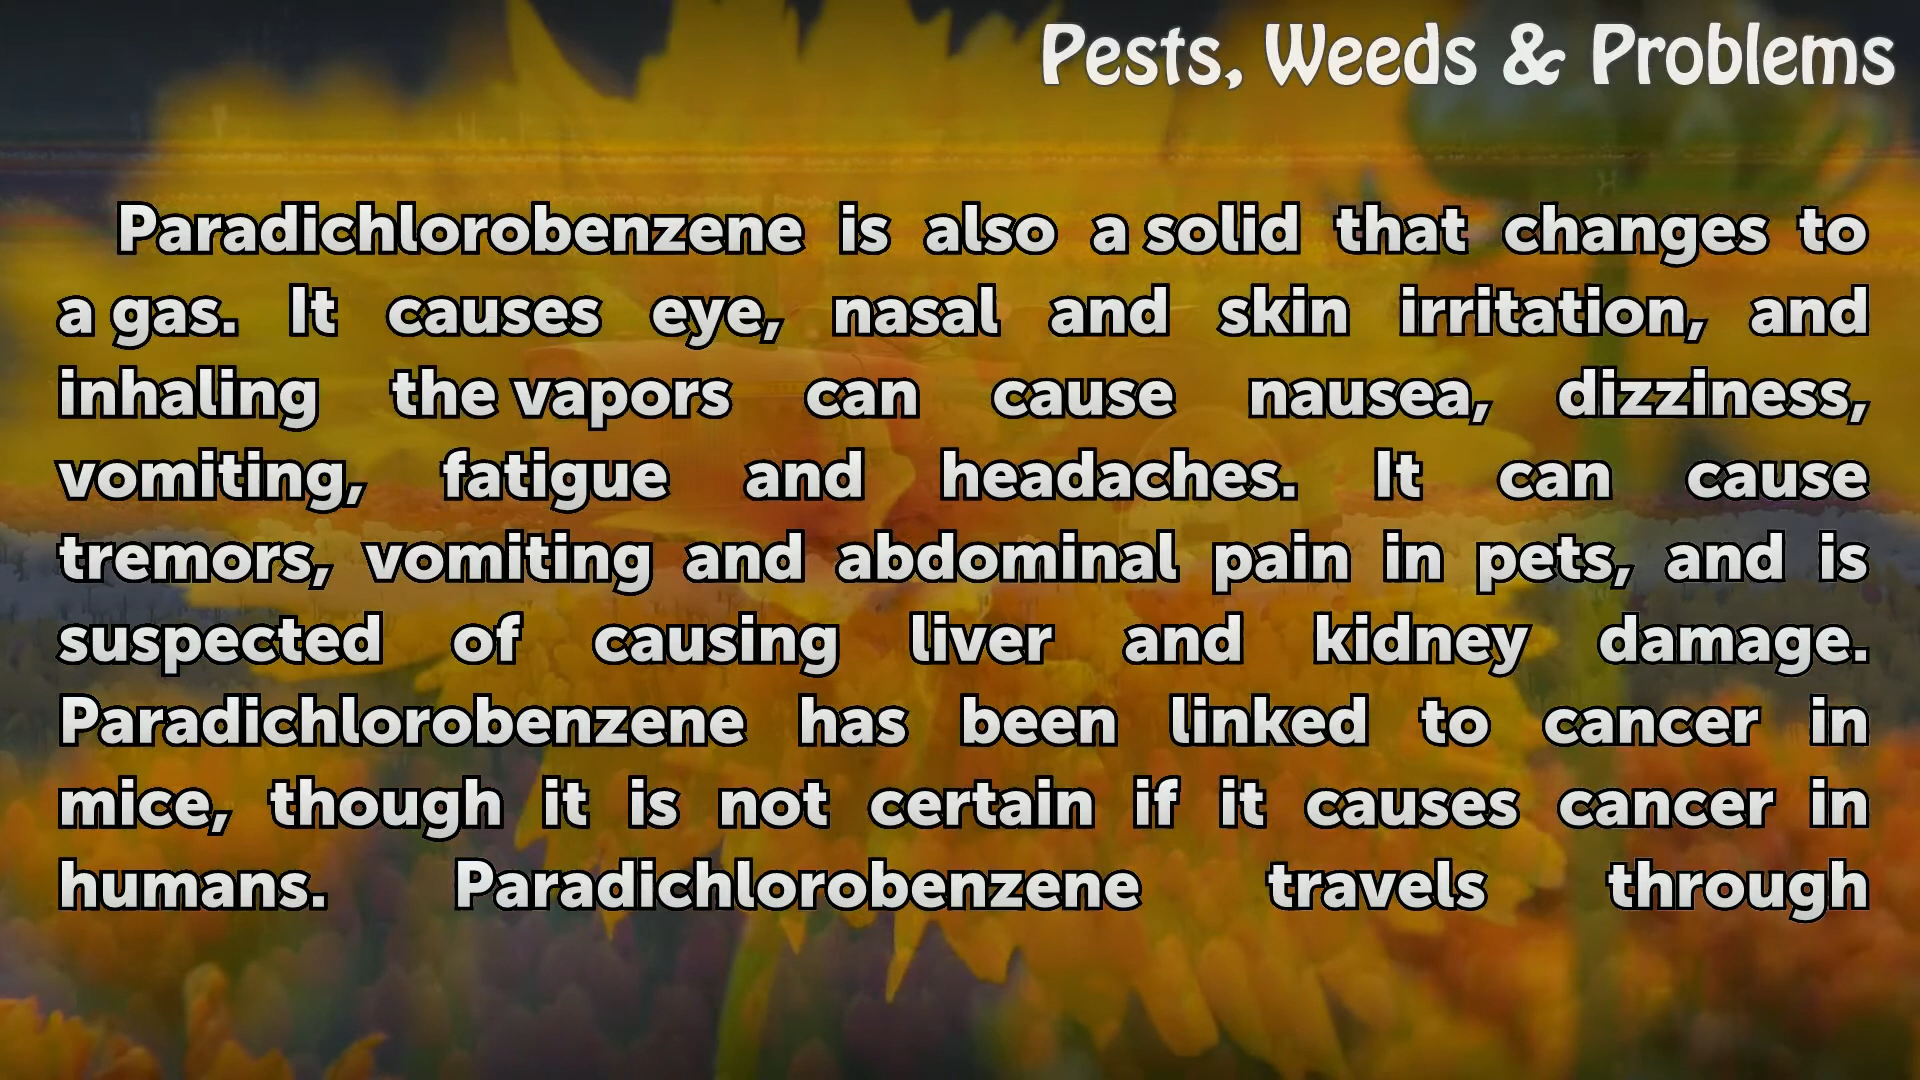 Pests, Weeds & Problems
Paradichlorobenzene is also a solid that changes to
a gas. It causes eye, nasal and skin irritation, and
inhaling the vapors can cause nausea, dizziness,
vomiting, fatigue and headaches. It can cause
tremors, vomiting and abdominal pain in pets, and is
suspected of causing liver and kidney damage.
Paradichlorobenzene has been linked to cancer in
mice, though it is not certain if it causes cancer in
humans. Paradichlorobenzene travels through